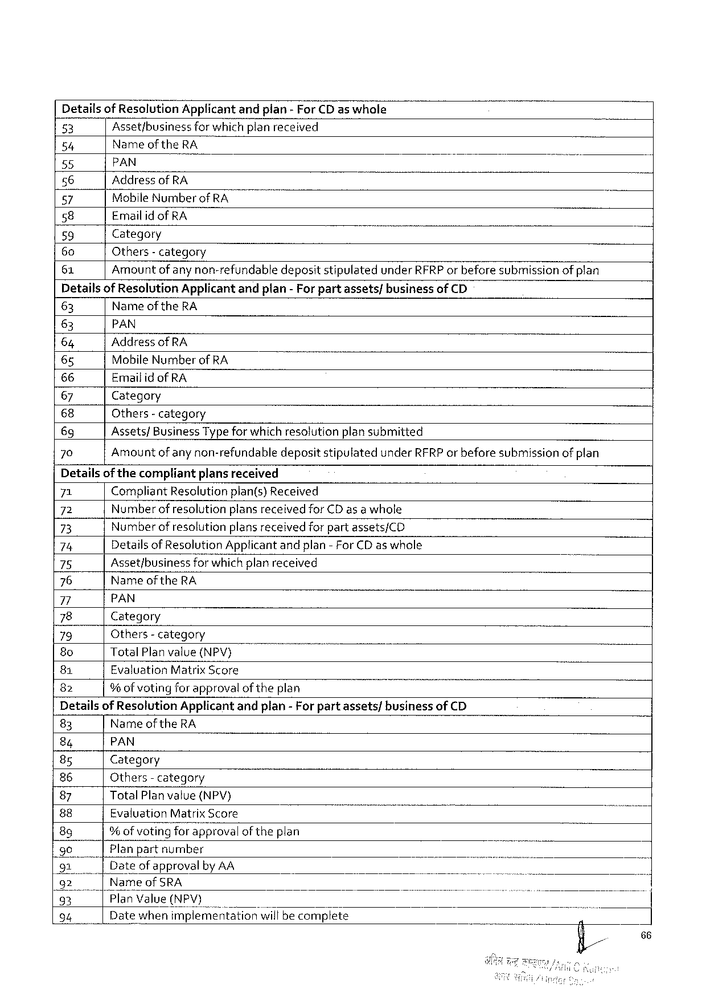 Details of Resolution Applicant and plan - For CD as whole
53 Asset/business for which plan received
54 Name of the RA
55 PAN
56 Address of RA
57 Mobile Number of RA
58 Email id of RA
59 Category
60 Others - category
61 Amount of any non-refundable deposit stipulated under RFRP or before submission of plan
Details of Resolution Applicant and plan - For part assets/ business of CD
63 Name of the RA
63 PAN
64 Address of RA
65 Mobile Number of RA
66 Email id of RA
67 Category
68 Others - category
69 Assets/ Business Type for which resolution plan submitted
70 Amount of any non-refundable deposit stipulated under RFRP or before submission of plan
Details of the compliant plans received
71 Compliant Resolution plan(s) Received
72 Number of resolution plans received for CD as a whole
73 Number of resolution plans received for part assets/CD
74 Details of Resolution Applicant and plan - For CD as whole
75 Asset/business for which plan received
76 Name of the RA
77 PAN
78 Category
79 Others - category
80 Total Plan value (NPV)
81 Evaluation Matrix Score
82 % of voting for approval of the plan
Details of Resolution Applicant and plan - For part assets/ business of CD
83 Name of the RA
84 PAN
85 Category
86 Others - category
87 Total Plan value (NPV)
88 Evaluation Matrix Score
89 % of voting for approval of the plan
90 Plan part number
91 Date of approval by AA
92 Name of SRA
93 Plan Value (NPV)
94 Date when implementation will be complete
66
/Under